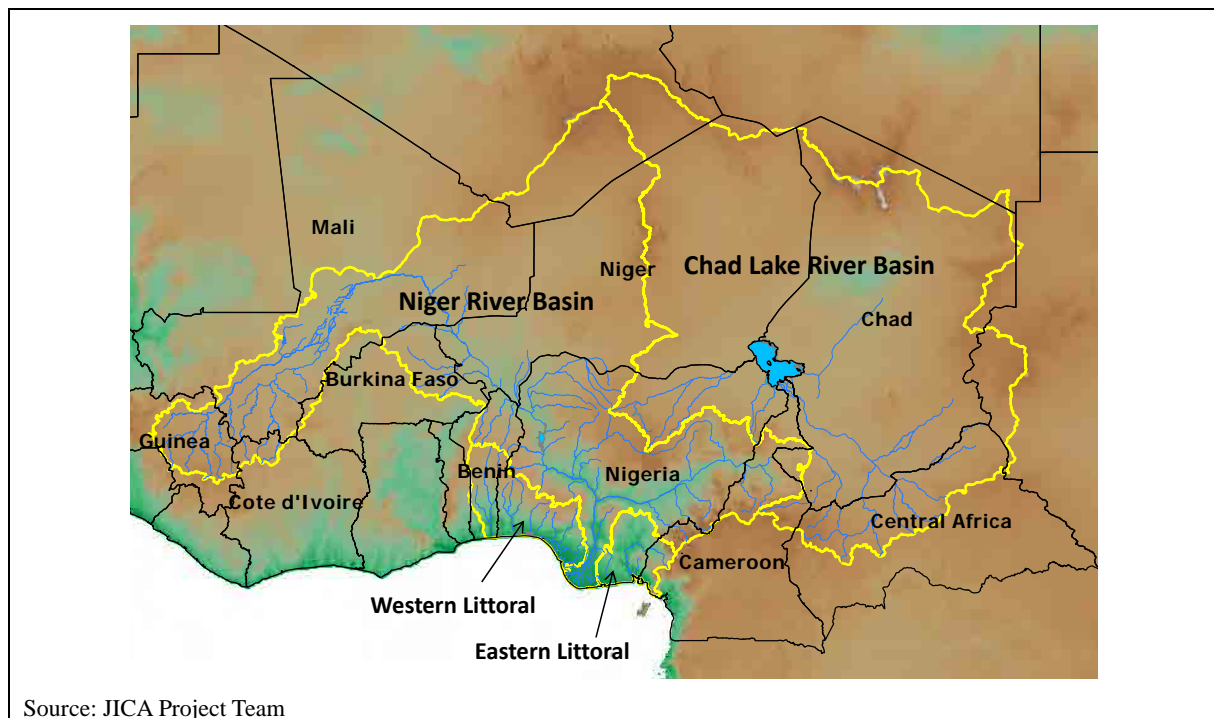 Mali
Niger
Chad Lake River Basin
Niger River Basin
Chad
Burkina Faso
Guinea
Benin
Nigeria
Cote d'Ivoire
Central Africa
Cameroon
Western Littoral
Eastern Littoral
Source: JICA Project Team